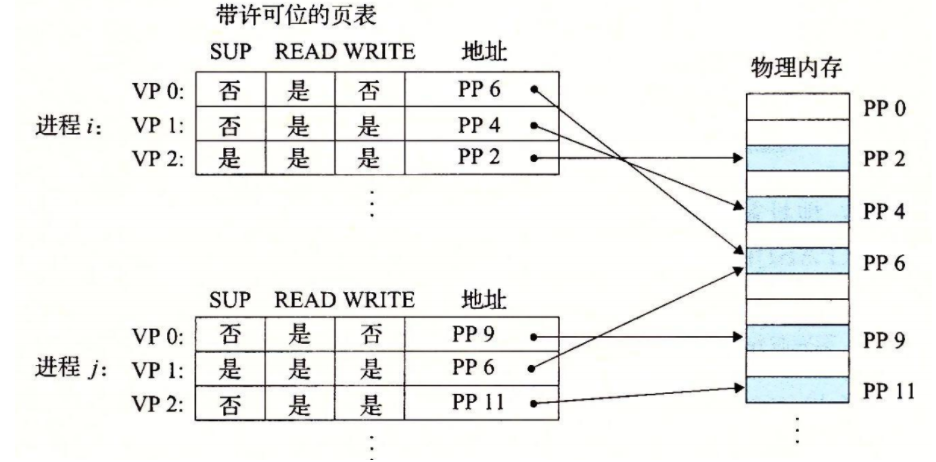 带许可位的页表
SUP READ WRITE 地址
物理内存
进程 i:
VP 0: 否 是 否 PP 6
VP 1: 否 是 是 PP 4
VP 2: 是 是 是 PP 2
⋮
PP 0
PP 2
PP 4
PP 6
PP 9
PP 11
⋮
SUP READ WRITE 地址
进程 j:
VP 0: 否 是 否 PP 9
VP 1: 是 是 是 PP 6
VP 2: 否 是 是 PP 11
⋮